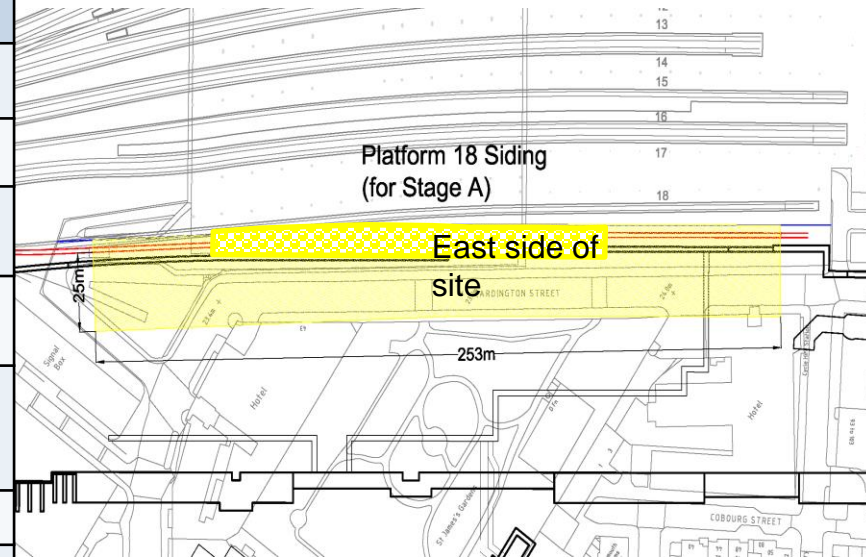 13
14
15
16
17
Platform 18 Siding
(for Stage A)
18
East side of
site
25m
ARDINGTON STREET
253m
Signal
Box
Hotel
Hotel
St James's Gardens
COBOURG STREET